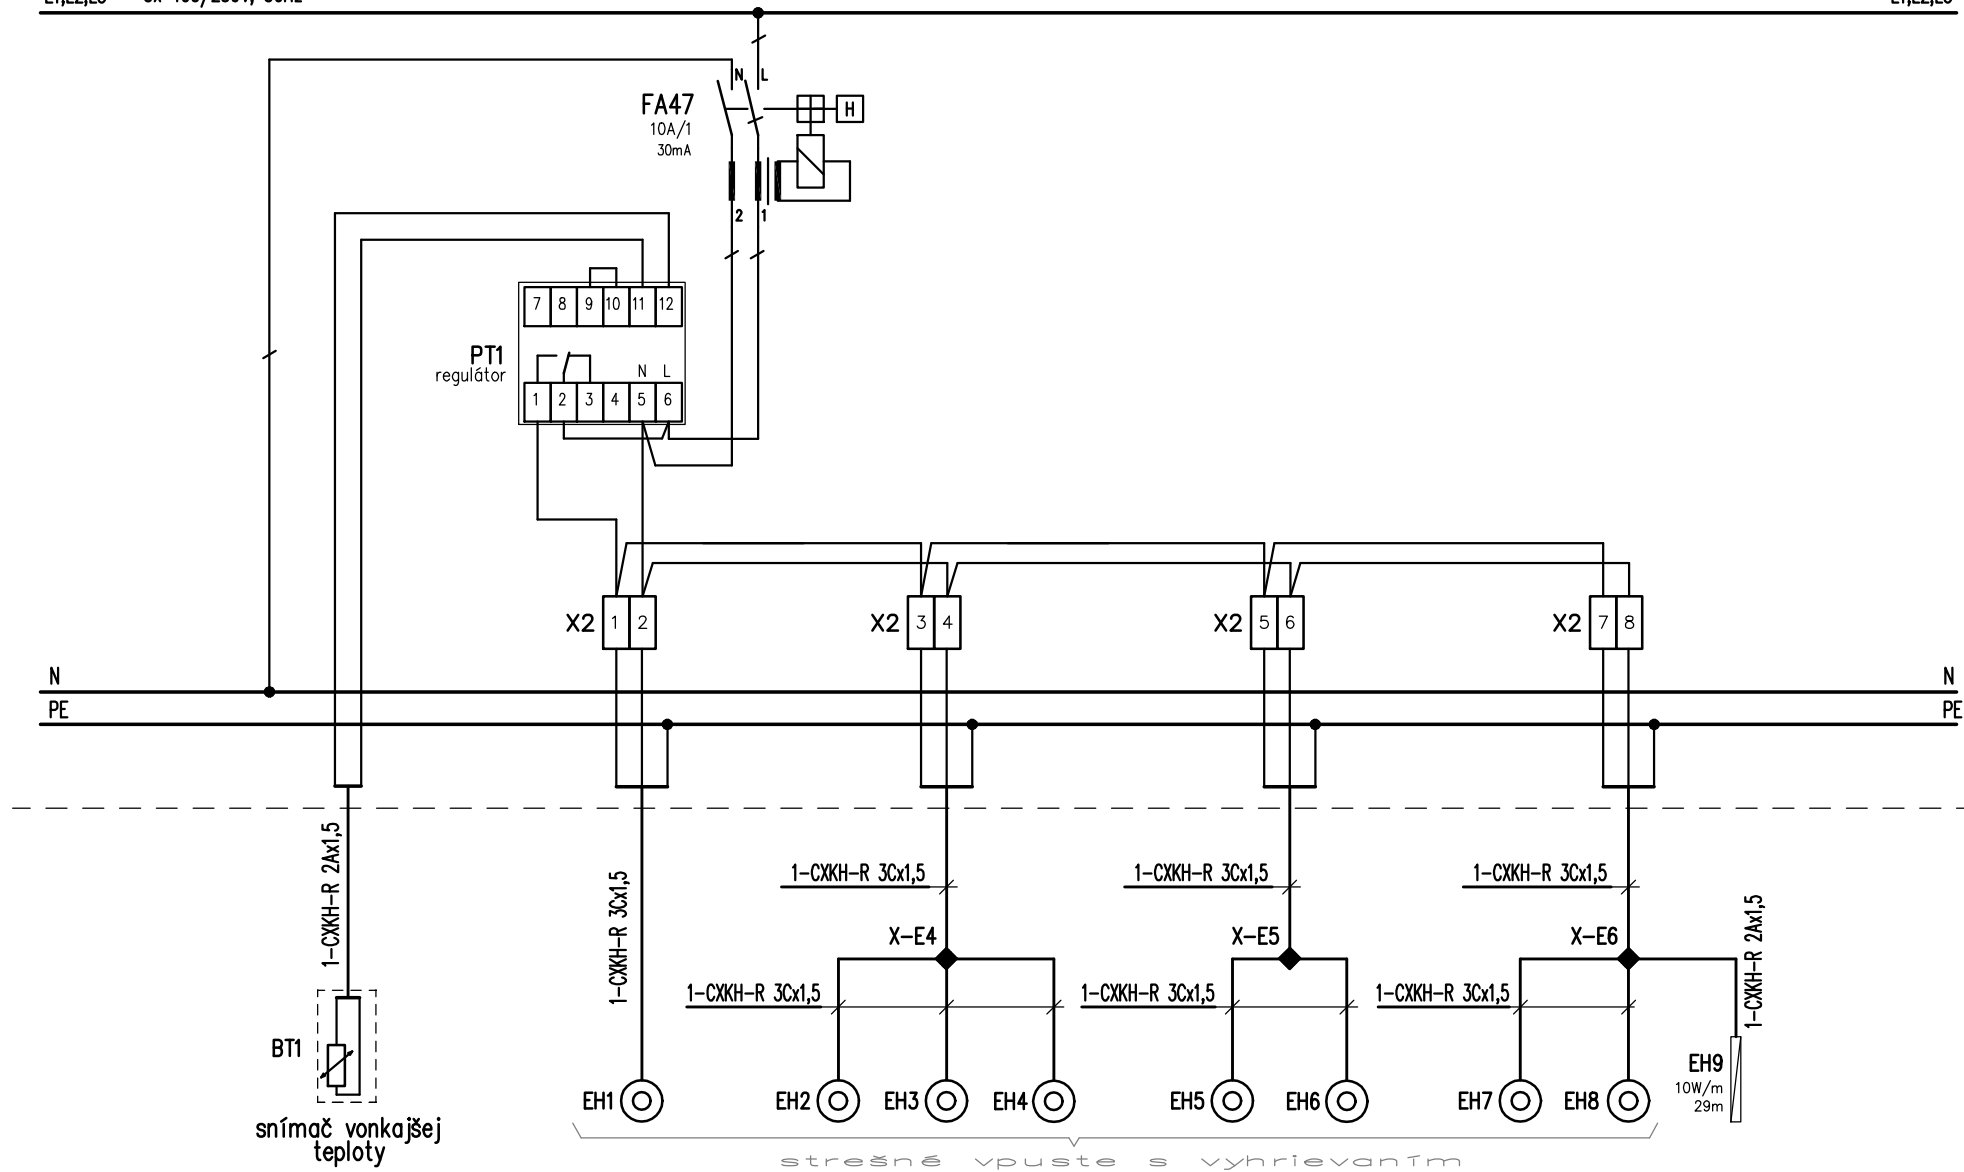 N L
FA47
10A/1
30mA
H
2 1
7 8 9 10 11 12
PT1
regulátor
N L
1 2 3 4 5 6
X2 1 2
X2 3 4
X2 5 6
X2 7 8
N N
PE PE
1-CXKH-R 2Ax1,5
1-CXKH-R 3Cx1,5
1-CXKH-R 3Cx1,5
1-CXKH-R 3Cx1,5
1-CXKH-R 3Cx1,5
1-CXKH-R 2Ax1,5
X-E4
X-E5
X-E6
1-CXKH-R 3Cx1,5
1-CXKH-R 3Cx1,5
1-CXKH-R 3Cx1,5
BT1
EH9
10W/m
29m
EH1
EH2
EH3
EH4
EH5
EH6
EH7
EH8
snímač vonkajšej
teploty
strešné vpuste s vyhrievaním